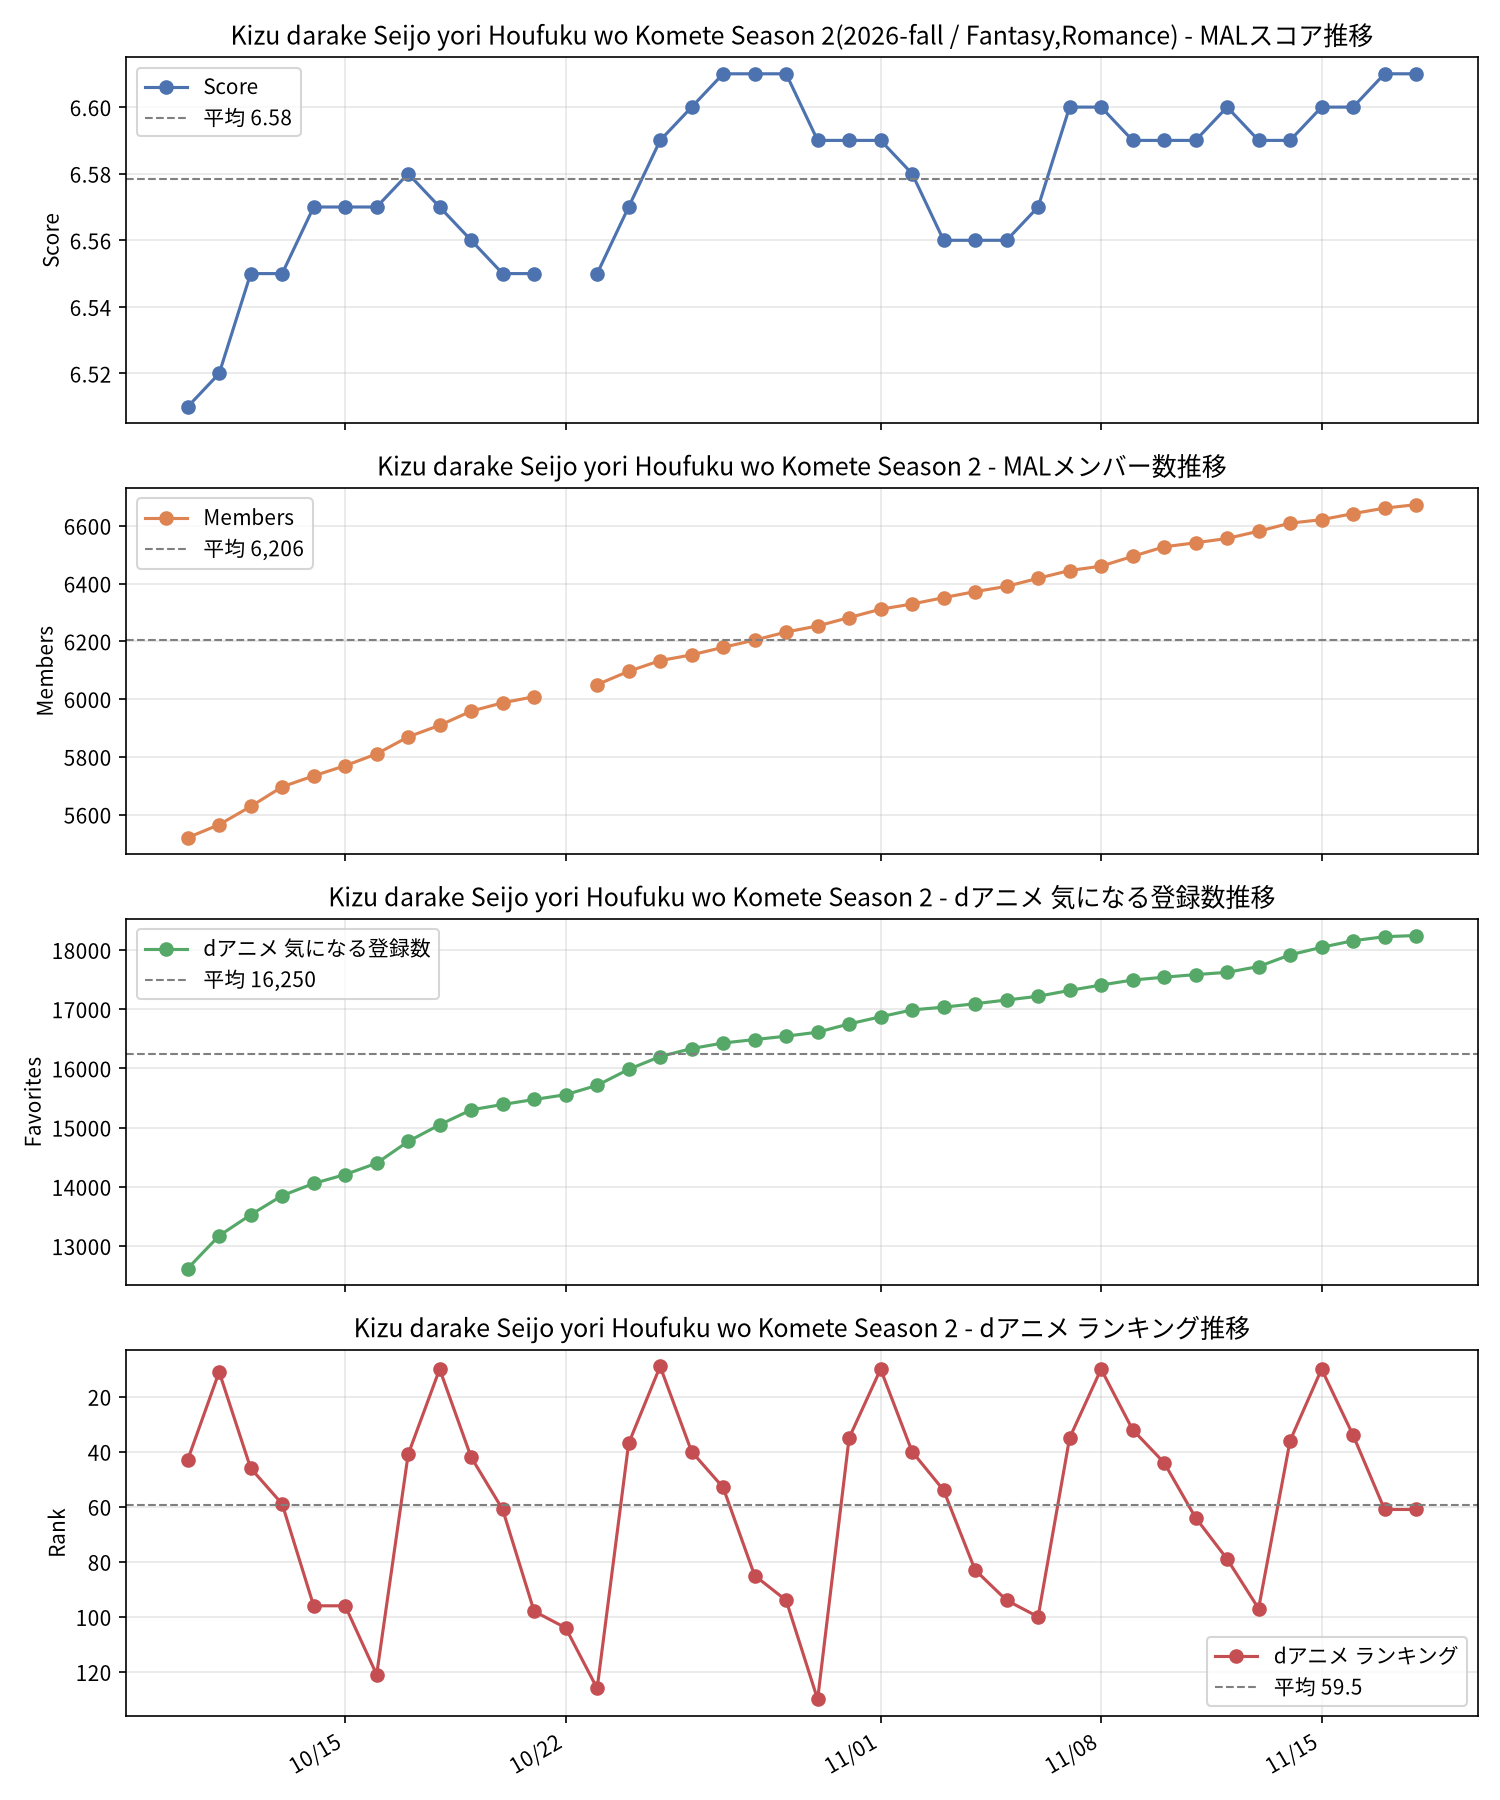 Kizu darake Seijo yori Houfuku wo Komete Season 2(2026-fall / Fantasy,Romance) - MALスコア推移
Score
平均 6.58
6.60
6.58
6.56
6.54
6.52
Score
Kizu darake Seijo yori Houfuku wo Komete Season 2 - MALメンバー数推移
Members
平均 6,206
6600
6400
6200
6000
5800
5600
Members
Kizu darake Seijo yori Houfuku wo Komete Season 2 - dアニメ 気になる登録数推移
dアニメ 気になる登録数
平均 16,250
18000
17000
16000
15000
14000
13000
Favorites
Kizu darake Seijo yori Houfuku wo Komete Season 2 - dアニメ ランキング推移
20
40
60
80
100
120
Rank
dアニメ ランキング
平均 59.5
10/15
10/22
11/01
11/08
11/15